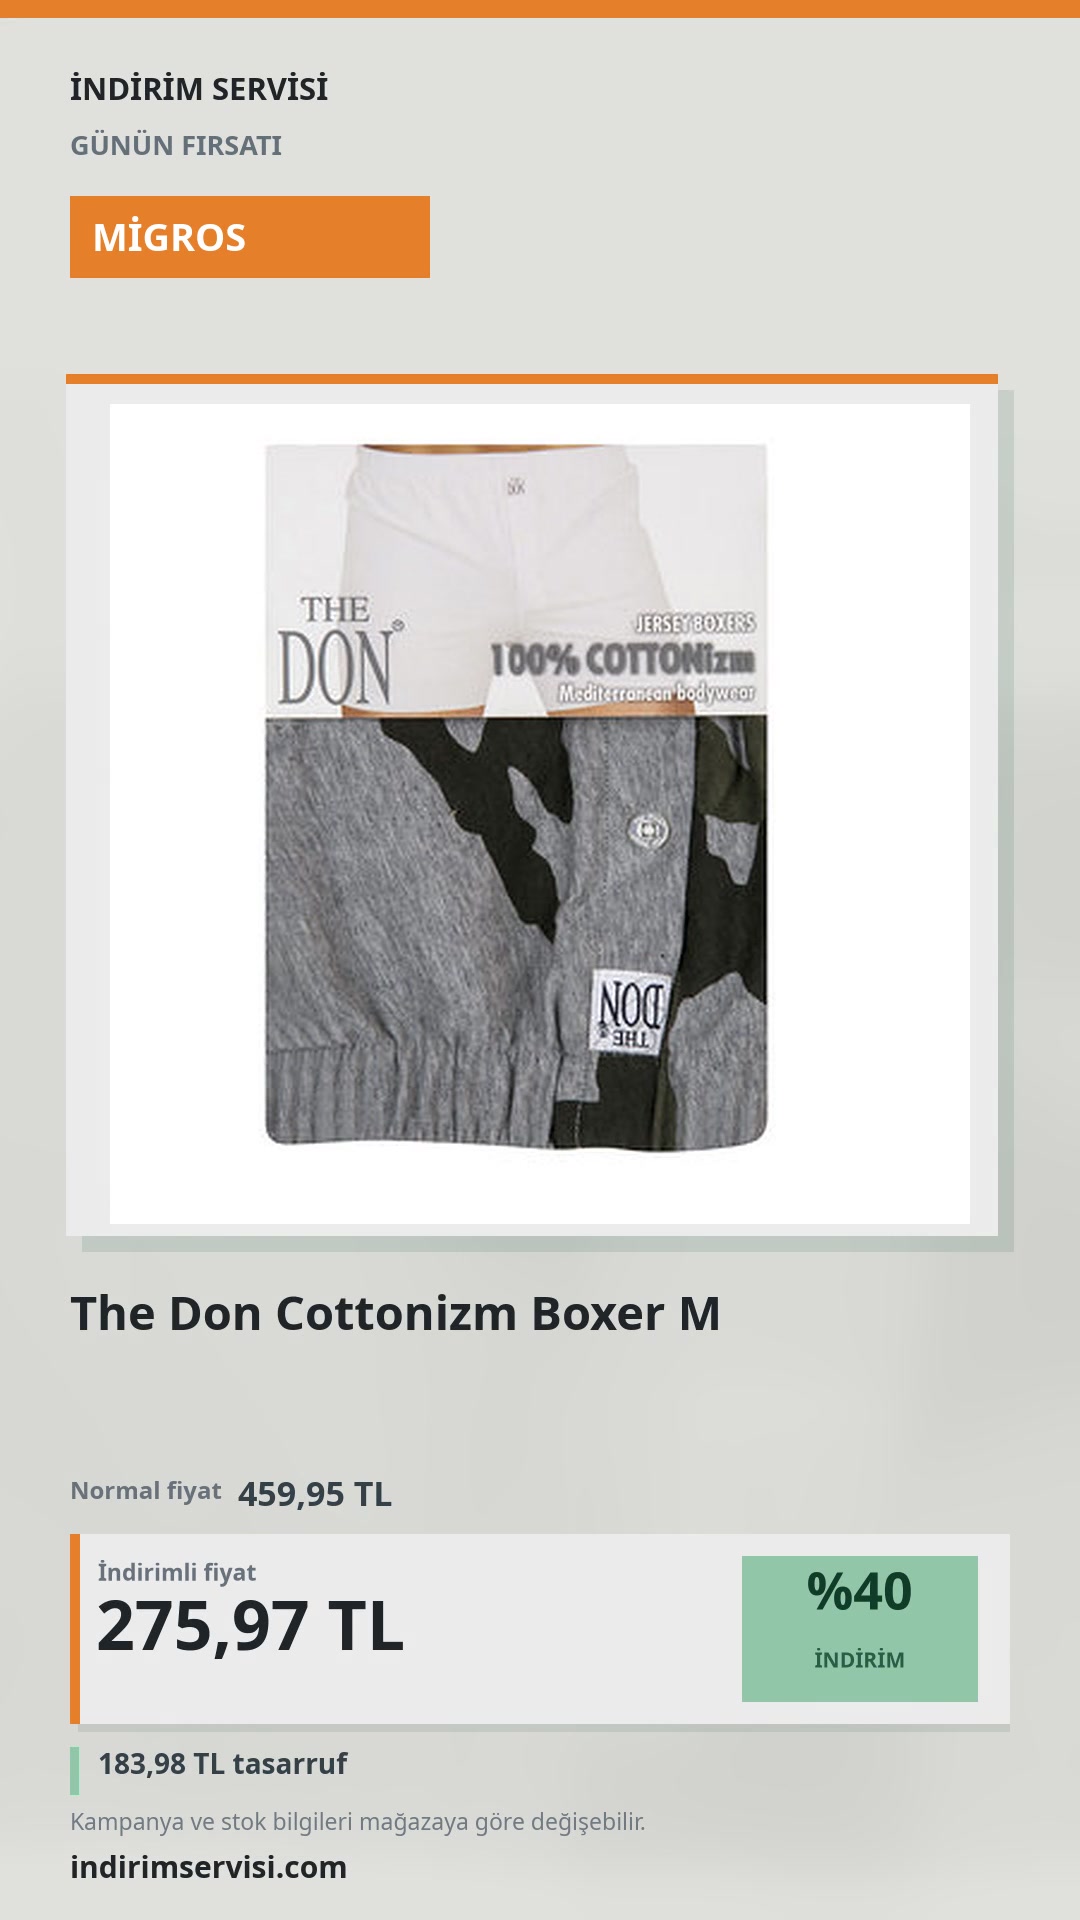 İNDİRİM SERVİSİ
GÜNÜN FIRSATI
MİGROS
DON
THE
DON®
JERSEY BOXERS
100% COTTONizm
Mediterranean bodywear
THE
DON
The Don Cottonizm Boxer M
Normal fiyat 459,95 TL
İndirimli fiyat
275,97 TL
%40
İNDİRİM
183,98 TL tasarruf
Kampanya ve stok bilgileri mağazaya göre değişebilir.
indirimservisi.com